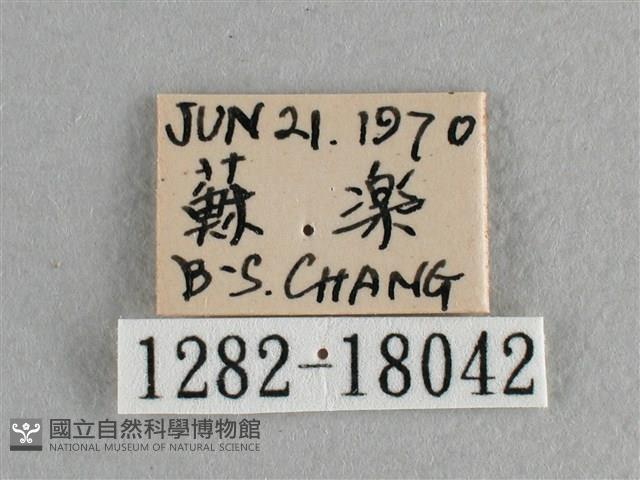 JUN 21. 1970
蘇 楽
B-S. CHANG
1282-18042
國立自然科學博物館
NATIONAL MUSEUM OF NATURAL SCIENCE